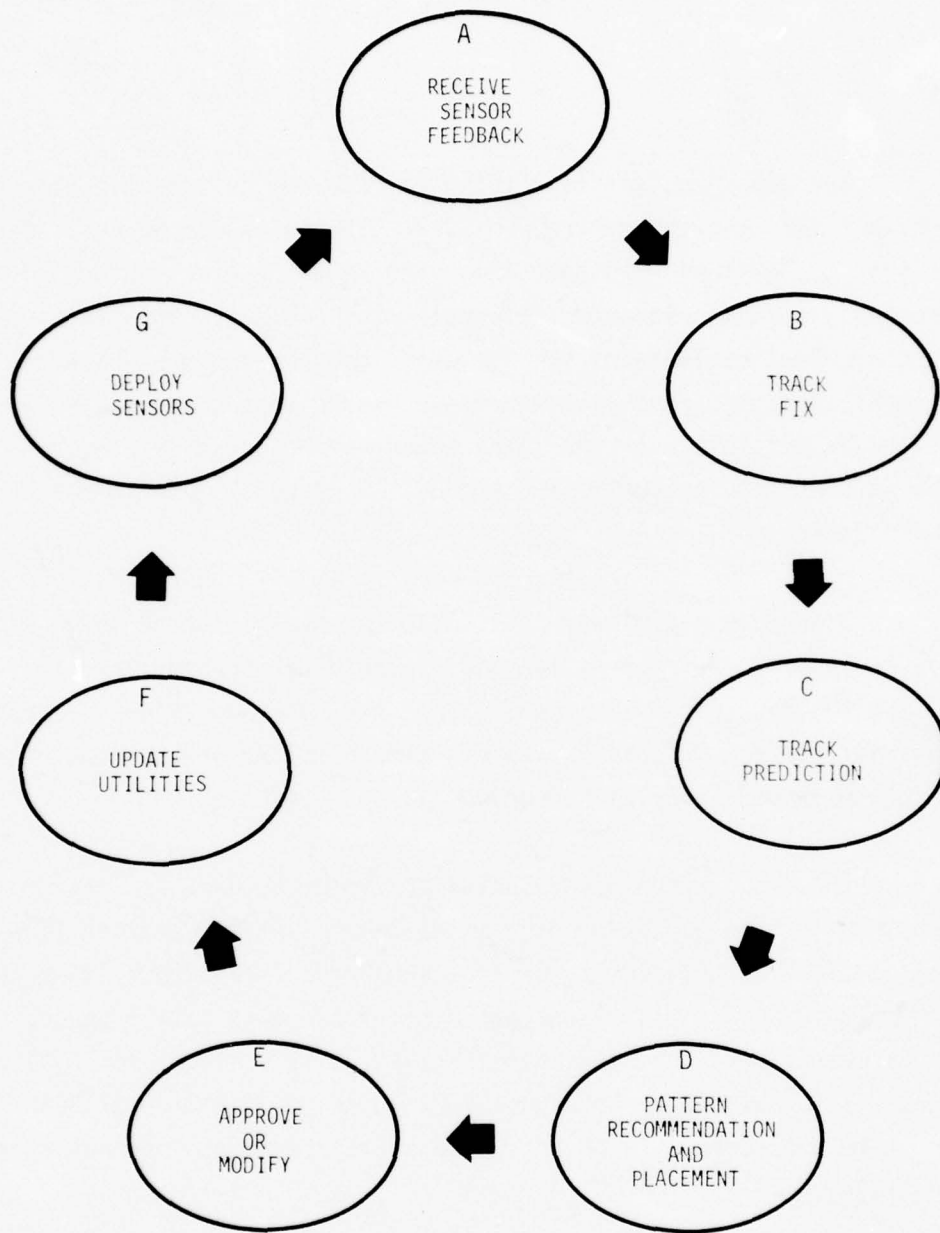 A
RECEIVE
SENSOR
FEEDBACK
B
TRACK
FIX
C
TRACK
PREDICTION
D
PATTERN
RECOMMENDATION
AND
PLACEMENT
E
APPROVE
OR
MODIFY
F
UPDATE
UTILITIES
G
DEPLOY
SENSORS